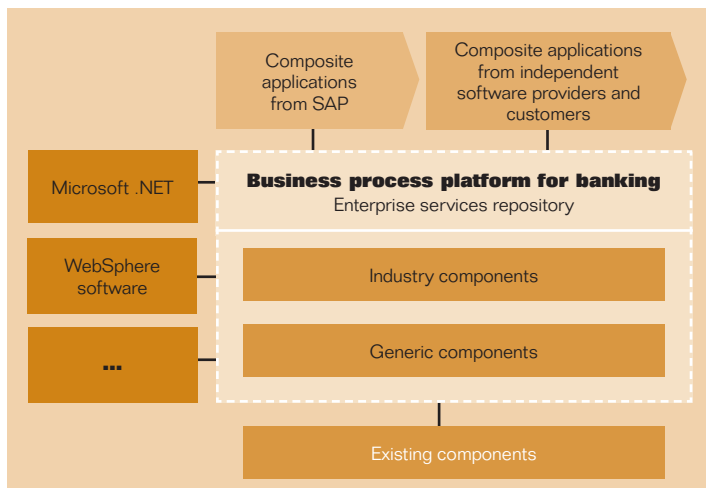 Composite
applications
from SAP
Composite applications
from independent
software providers and
customers
Microsoft .NET
Business process platform for banking
Enterprise services repository
WebSphere
software
Industry components
...
Generic components
Existing components